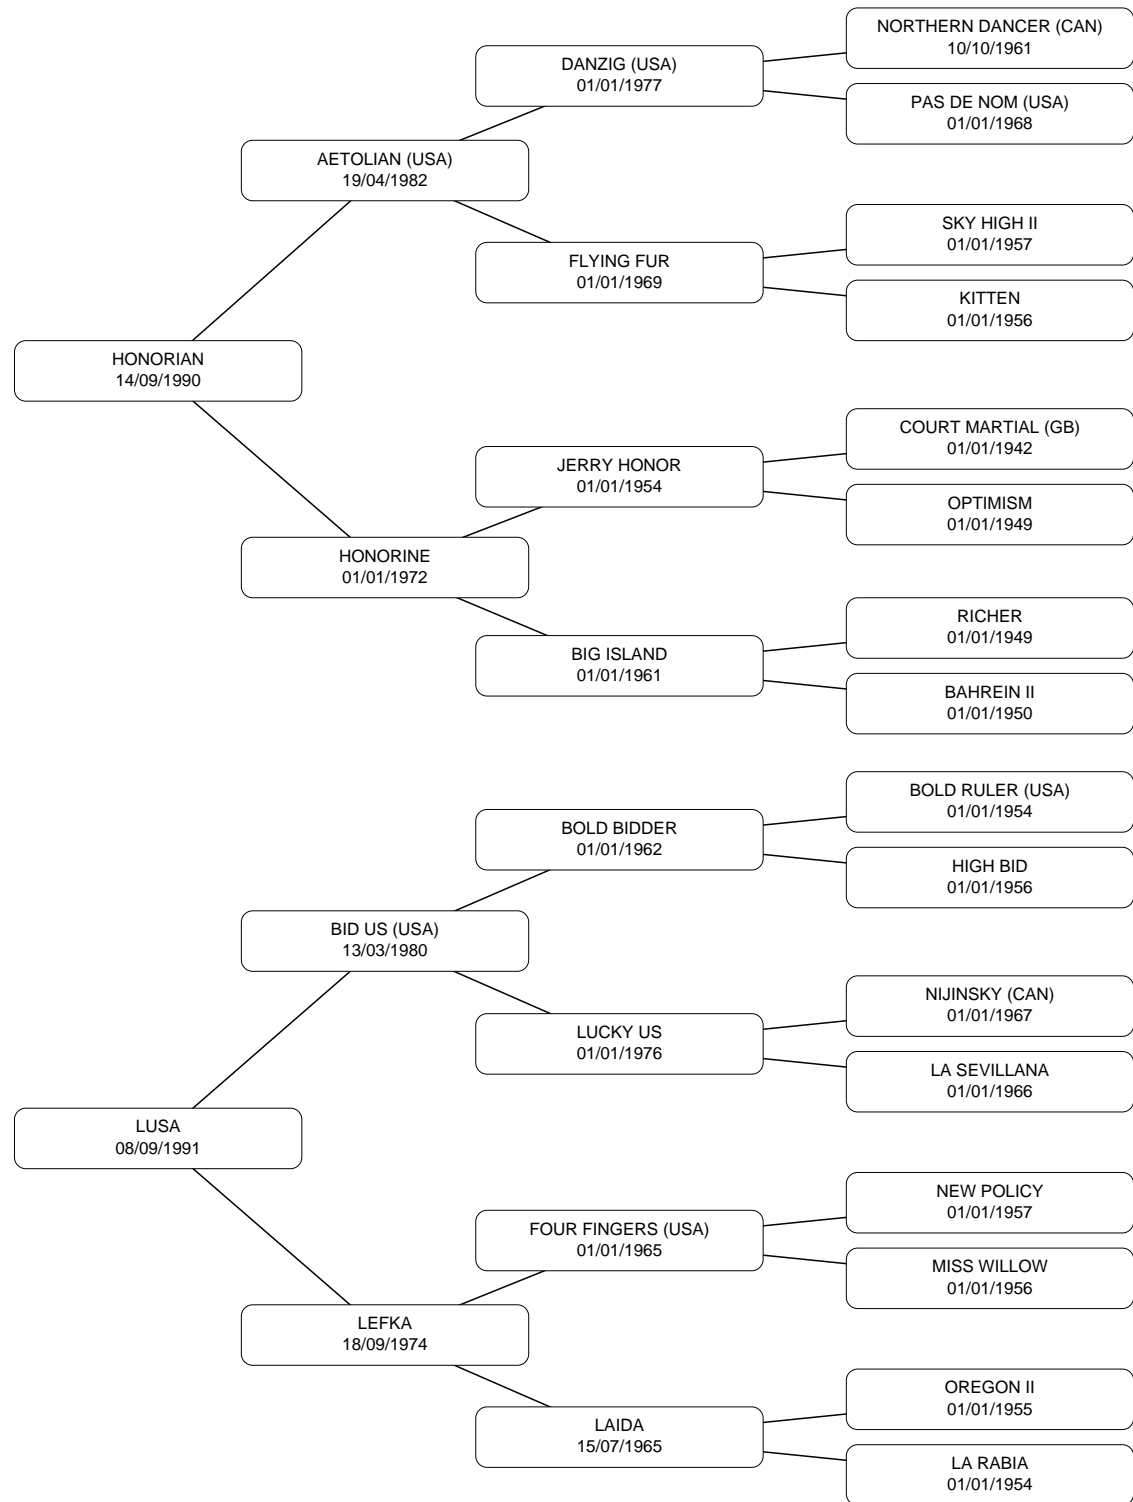 NORTHERN DANCER (CAN)
10/10/1961
DANZIG (USA)
01/01/1977
PAS DE NOM (USA)
01/01/1968
AETOLIAN (USA)
19/04/1982
SKY HIGH II
01/01/1957
FLYING FUR
01/01/1969
KITTEN
01/01/1956
HONORIAN
14/09/1990
COURT MARTIAL (GB)
01/01/1942
JERRY HONOR
01/01/1954
OPTIMISM
01/01/1949
HONORINE
01/01/1972
RICHER
01/01/1949
BIG ISLAND
01/01/1961
BAHREIN II
01/01/1950
BOLD RULER (USA)
01/01/1954
BOLD BIDDER
01/01/1962
HIGH BID
01/01/1956
BID US (USA)
13/03/1980
NIJINSKY (CAN)
01/01/1967
LUCKY US
01/01/1976
LA SEVILLANA
01/01/1966
LUSA
08/09/1991
NEW POLICY
01/01/1957
FOUR FINGERS (USA)
01/01/1965
MISS WILLOW
01/01/1956
LEFKA
18/09/1974
OREGON II
01/01/1955
LAIDA
15/07/1965
LA RABIA
01/01/1954